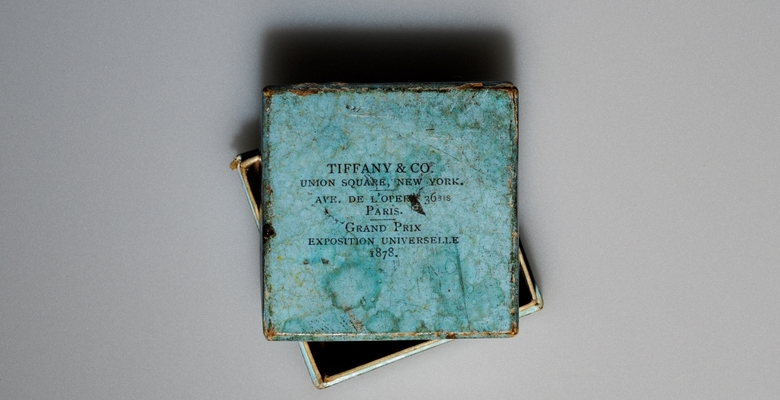 TIFFANY & CO.
UNION SQUARE, NEW YORK.
AVE. DE L'OPERA 36BIS
PARIS.
GRAND PRIX
EXPOSITION UNIVERSELLE
1878.